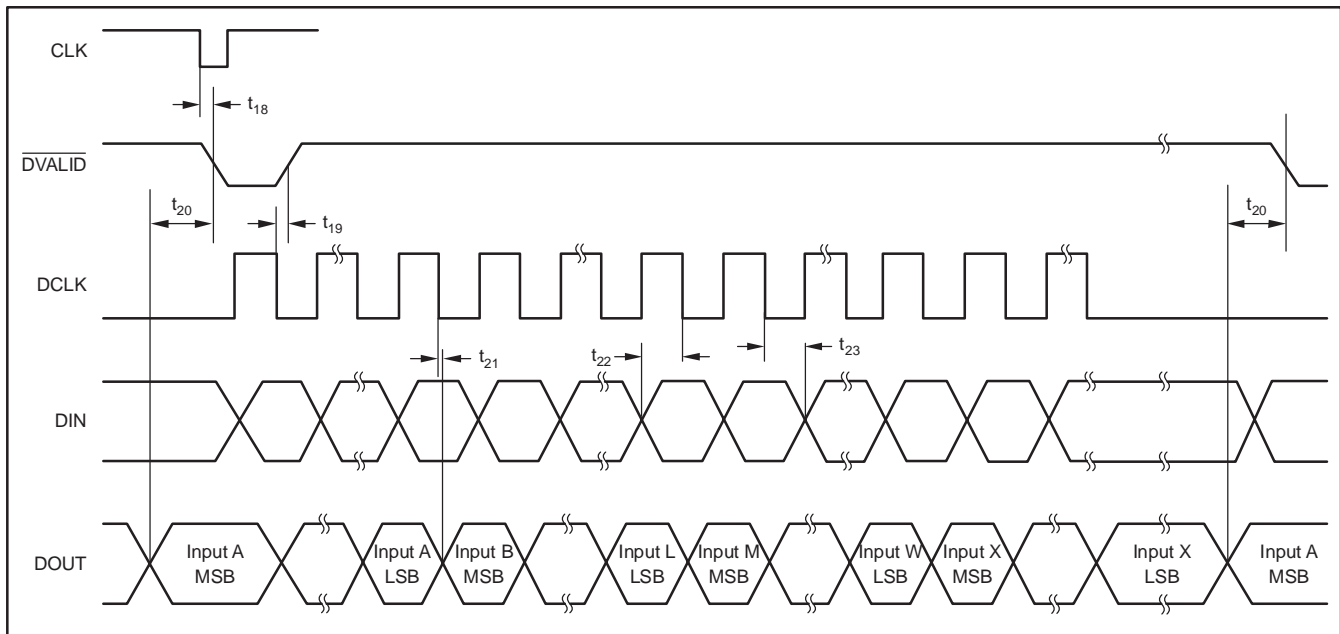 CLK
t18
DVALID
t20
t19
t20
DCLK
t21
t22
t23
DIN
DOUT
Input A
MSB
Input A
LSB
Input B
MSB
Input L
LSB
Input M
MSB
Input W
LSB
Input X
MSB
Input X
LSB
Input A
MSB